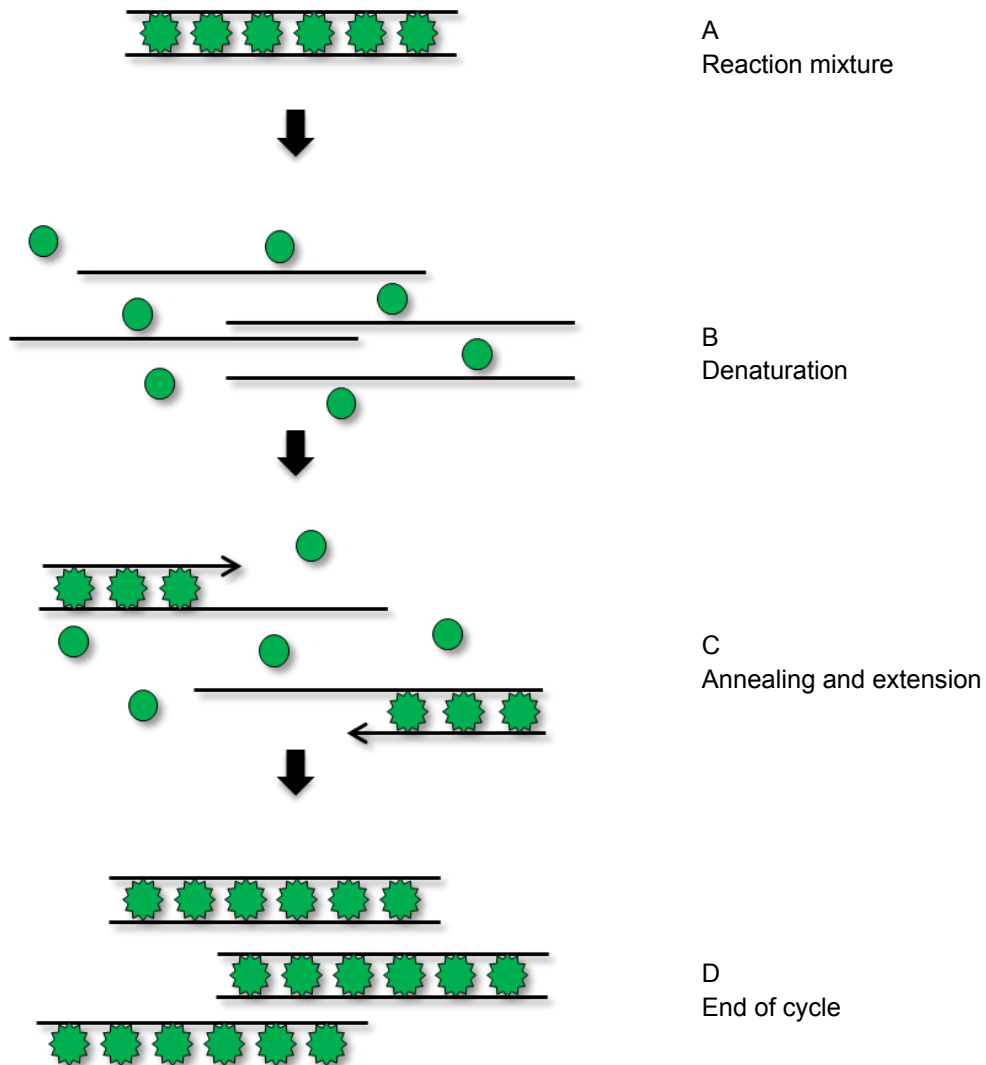 A
Reaction mixture
B
Denaturation
C
Annealing and extension
D
End of cycle